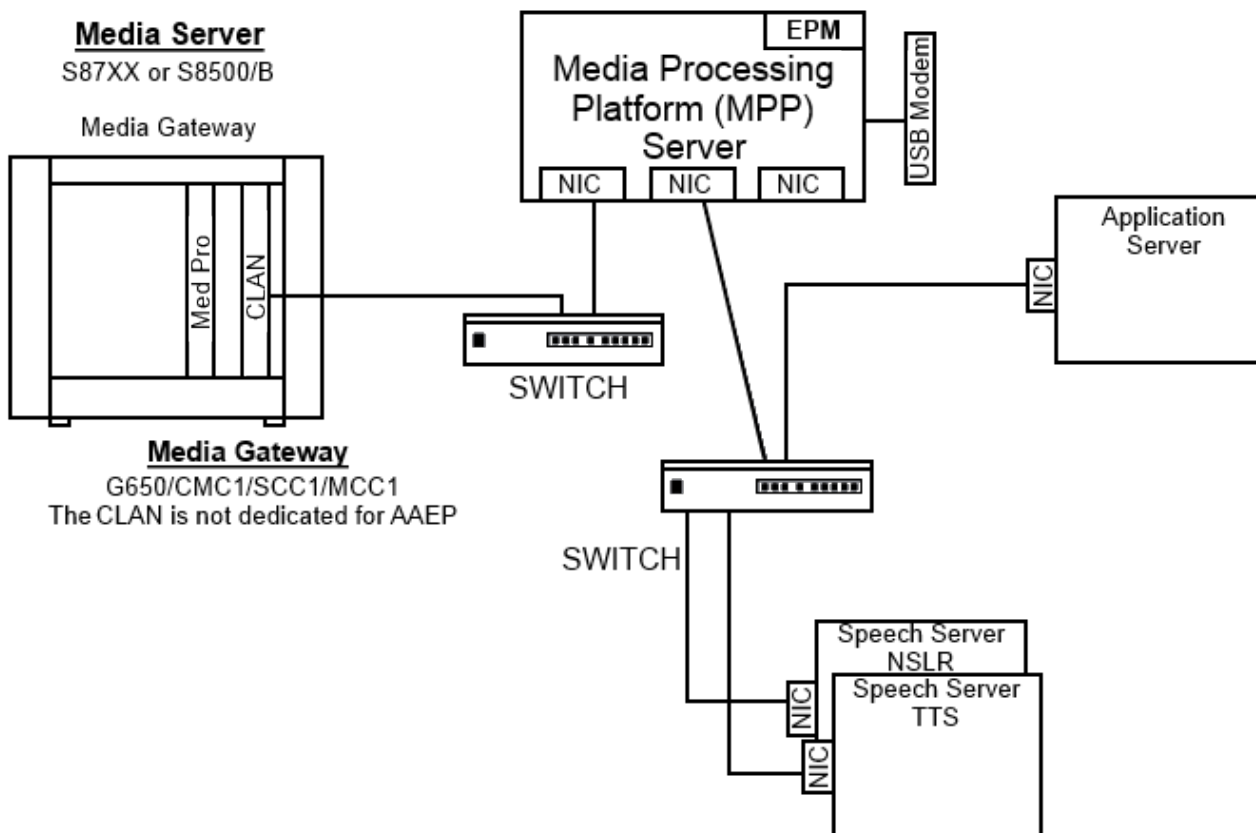 Media Server
S87XX or S8500/B
Media Gateway
Med Pro
CLAN
Media Gateway
G650/CMC1/SCC1/MCC1
The CLAN is not dedicated for AAEP
SWITCH
EPM
Media Processing
Platform (MPP)
Server
NIC
NIC
NIC
USB Modem
Application
Server
NIC
SWITCH
Speech Server
NSLR
NIC
Speech Server
TTS
NIC